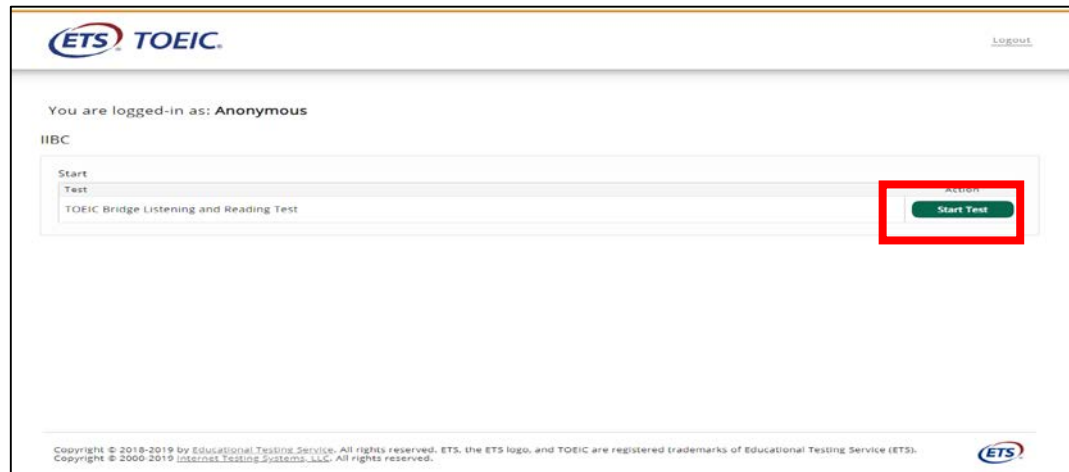 ETS TOEIC.
Logout
You are logged-in as: Anonymous
IIBC
Start
Test Action
TOEIC Bridge Listening and Reading Test Start Test
Copyright © 2018-2019 by Educational Testing Service. All rights reserved. ETS, the ETS logo, and TOEIC are registered trademarks of Educational Testing Service (ETS).
Copyright © 2000-2019 Internet Testing Systems, LLC. All rights reserved.
ETS